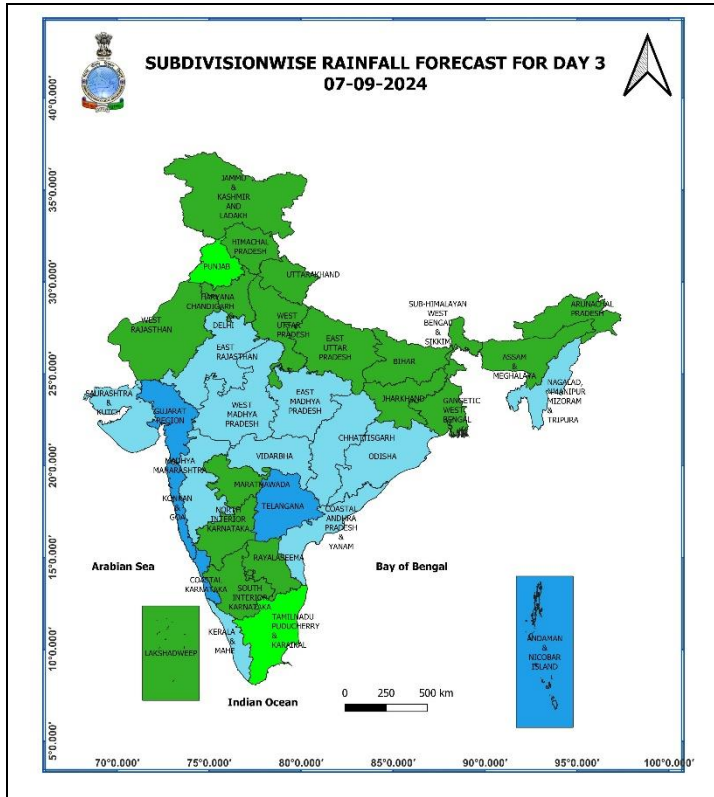 SUBDIVISIONWISE RAINFALL FORECAST FOR DAY 3
07-09-2024
40°0.000'
35°0.000'
30°0.000'
25°0.000'
20°0.000'
15°0.000'
10°0.000'
5°0.000'
JAMMU
&
KASHMIR
AND
LADAKH
HIMACHAL
PRADESH
PUNJAB
UTTARAKHAND
HARYANA
CHANDIGARH
&
DELHI
WEST
RAJASTHAN
WEST
UTTAR
PRADESH
SUB-HIMALAYAN
WEST
BENGAL
&
SIKKIM
ARUNACHAL
PRADESH
EAST
RAJASTHAN
EAST
UTTAR
PRADESH
BIHAR
ASSAM
&
MEGHALAYA
SAURASHTRA
&
KUTCH
GUJARAT
REGION
WEST
MADHYA
PRADESH
EAST
MADHYA
PRADESH
JHARKHAND
GANGETIC
WEST
BENGAL
NAGALAD,
NMANIPUR
MIZORAM
&
TRIPURA
CHHATTISGARH
VIDARBHA
ODISHA
MADHYA
MAHARASHTRA
MARATHAWADA
KONKAN
&
GOA
TELANGANA
NORTH
INTERIOR
KARNATAKA
COASTAL
ANDHRA
PRADESH
&
YANAM
RAYALASEEMA
Arabian Sea
Bay of Bengal
COASTAL
KARNATAKA
SOUTH
INTERIOR
KARNATAKA
TAMILNADU
PUDUCHERRY
&
KARAIKAL
KERALA
&
MAHE
LAKSHADWEEP
ANDAMAN
&
NICOBAR
ISLAND
Indian Ocean
0 250 500 km
70°0.000' 75°0.000' 80°0.000' 85°0.000' 90°0.000' 95°0.000' 100°0.000'